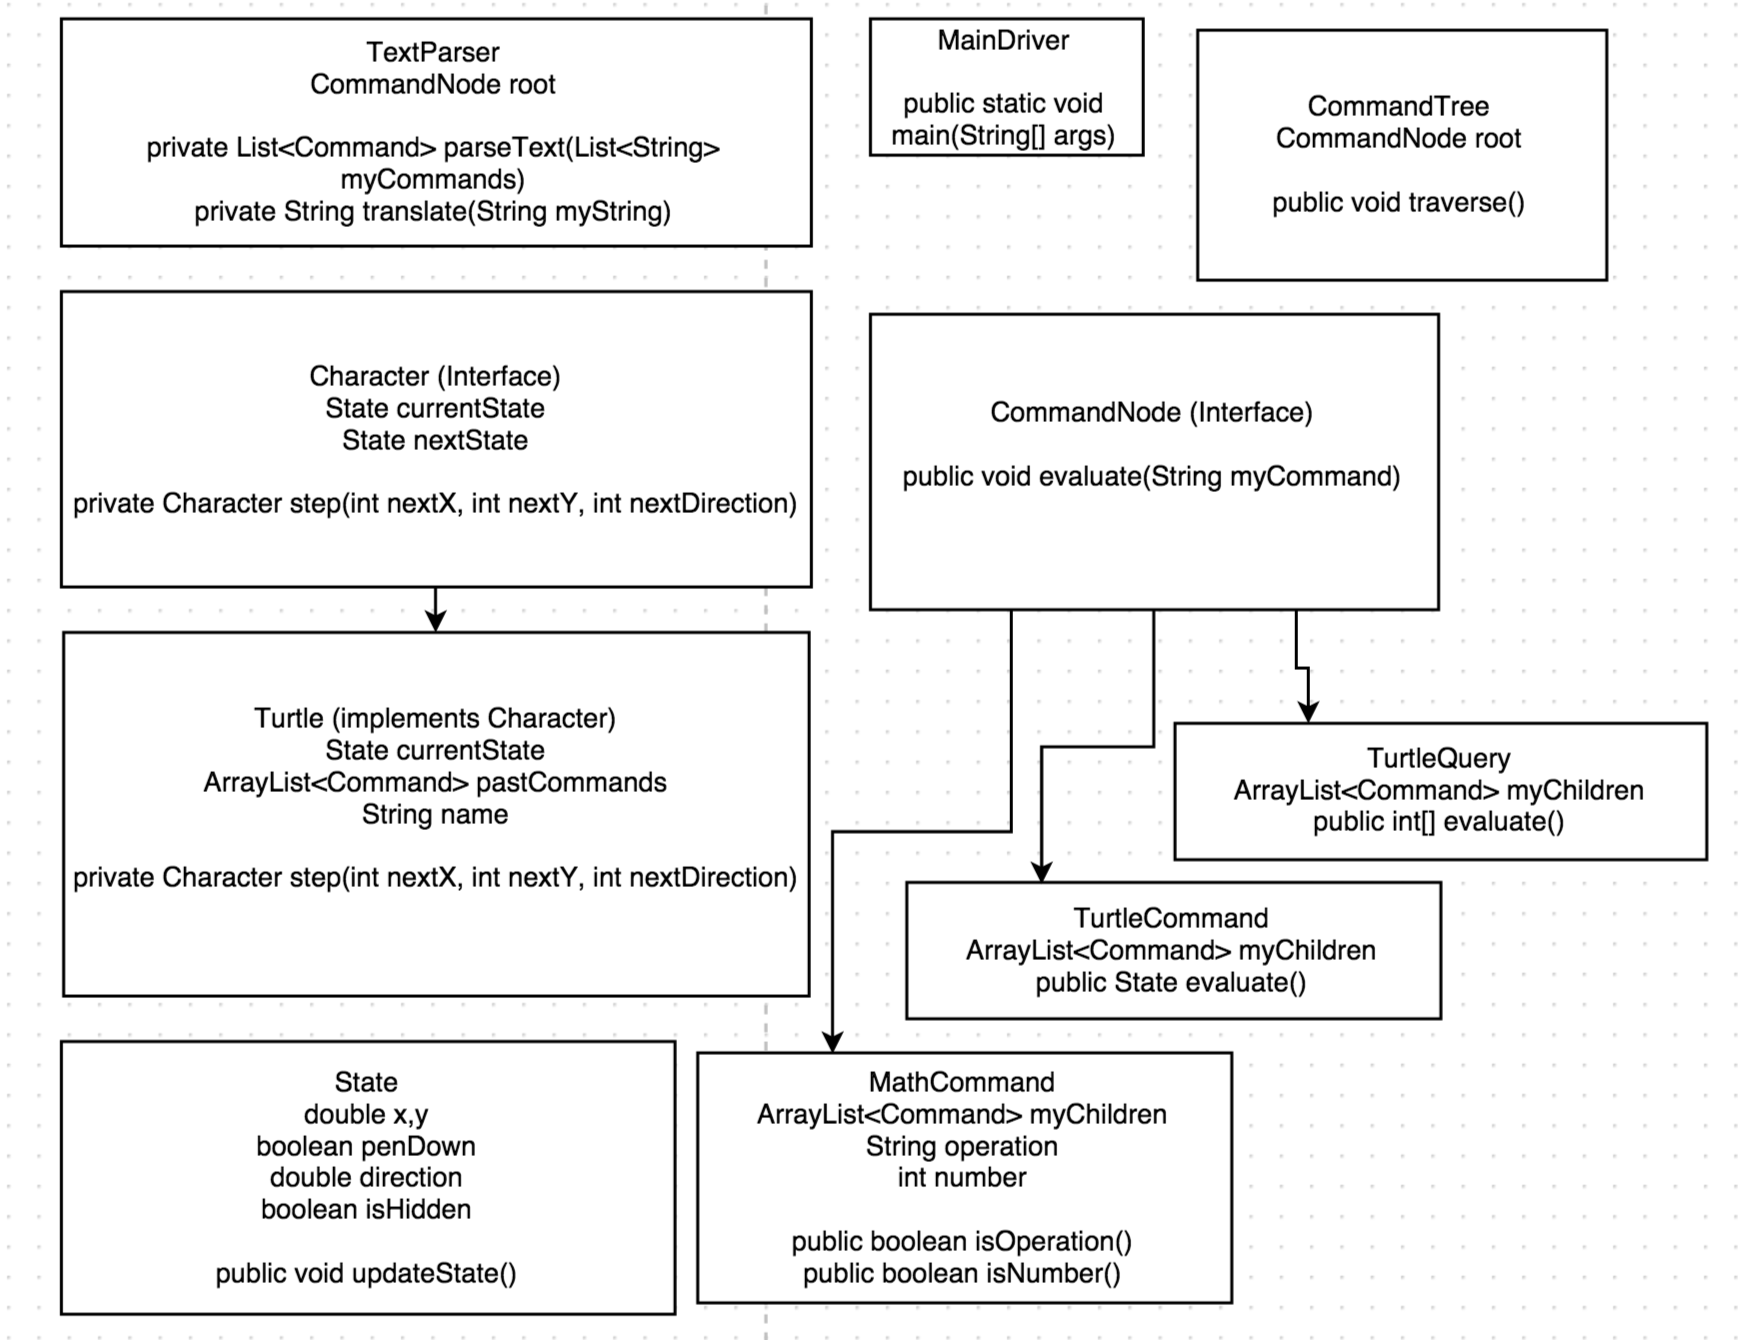 TextParser
CommandNode root
private List<Command> parseText(List<String>
myCommands)
private String translate(String myString)
MainDriver
public static void
main(String[] args)
CommandTree
CommandNode root
public void traverse()
Character (Interface)
State currentState
State nextState
private Character step(int nextX, int nextY, int nextDirection)
CommandNode (Interface)
public void evaluate(String myCommand)
Turtle (implements Character)
State currentState
ArrayList<Command> pastCommands
String name
private Character step(int nextX, int nextY, int nextDirection)
TurtleQuery
ArrayList<Command> myChildren
public int[] evaluate()
TurtleCommand
ArrayList<Command> myChildren
public State evaluate()
State
double x,y
boolean penDown
double direction
boolean isHidden
public void updateState()
MathCommand
ArrayList<Command> myChildren
String operation
int number
public boolean isOperation()
public boolean isNumber()